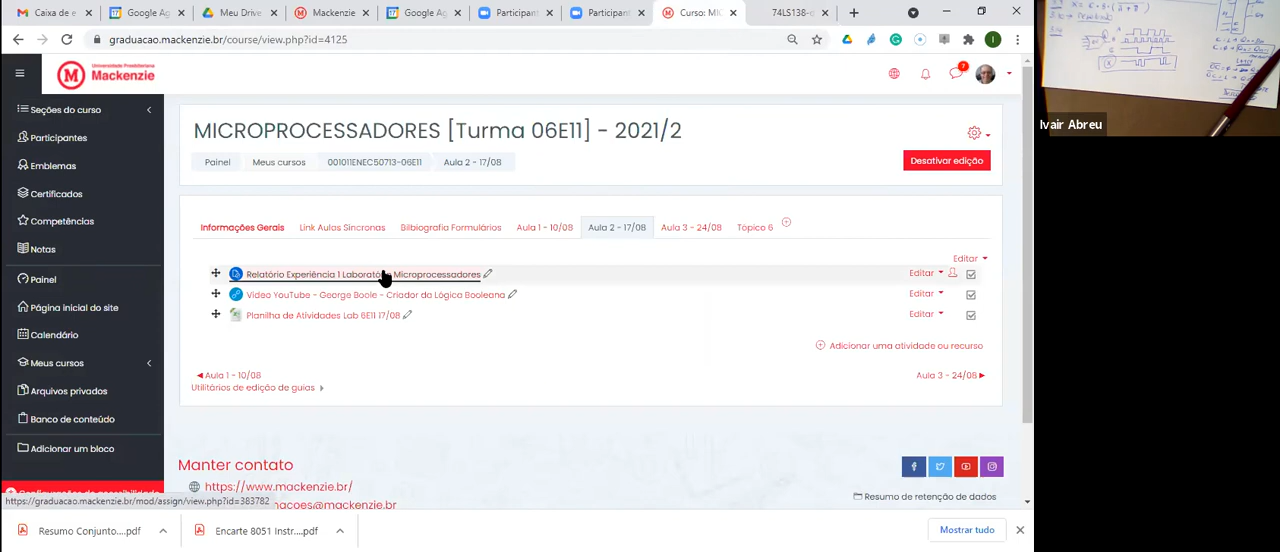 Caixa de e
Google Ag
Meu Drive
Mackenzie
Google Ag
Participant
Participant
Curso: MI
74LS138-d
graduacao.mackenzie.br/course/view.php?id=4125
Universidade Presbiteriana
Mackenzie
7
Seções do curso
Participantes
Emblemas
Certificados
Competências
Notas
Painel
Página inicial do site
Calendário
Meus cursos
Arquivos privados
Banco de conteúdo
Adicionar um bloco
MICROPROCESSADORES [Turma 06E11] - 2021/2
Painel
Meus cursos
001011ENEC50713-06E11
Aula 2 - 17/08
Desativar edição
Informações Gerais
Link Aulas Síncronas
Bilbiografia Formulários
Aula 1 - 10/08
Aula 2 - 17/08
Aula 3 - 24/08
Tópico 6
Editar
Relatório Experiência 1 Laboratório Microprocessadores
Editar
Vídeo YouTube - George Boole - Criador da Lógica Booleana
Editar
Planilha de Atividades Lab 6E11 17/08
Editar
Adicionar uma atividade ou recurso
Aula 1 - 10/08
Aula 3 - 24/08
Utilitários de edição de guias
Manter contato
https://www.mackenzie.br/
Resumo de retenção de dados
https://graduacao.mackenzie.br/mod/assign/view.php?id=383782
Resumo Conjunto....pdf
Encarte 8051 Instr....pdf
Mostrar tudo
Ivair Abreu